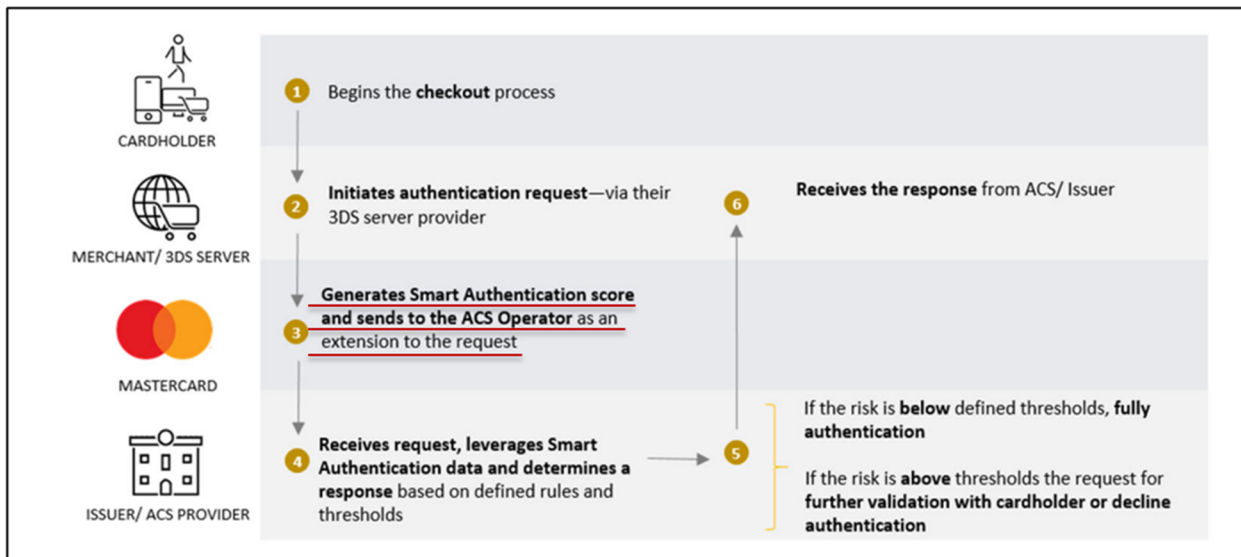 CARDHOLDER
1
Begins the checkout process
MERCHANT/ 3DS SERVER
2
Initiates authentication request—via their
3DS server provider
6
Receives the response from ACS/ Issuer
MASTERCARD
3
Generates Smart Authentication score
and sends to the ACS Operator as an
extension to the request
ISSUER/ ACS PROVIDER
4
Receives request, leverages Smart
Authentication data and determines a
response based on defined rules and
thresholds
5
If the risk is below defined thresholds, fully
authentication
If the risk is above thresholds the request for
further validation with cardholder or decline
authentication